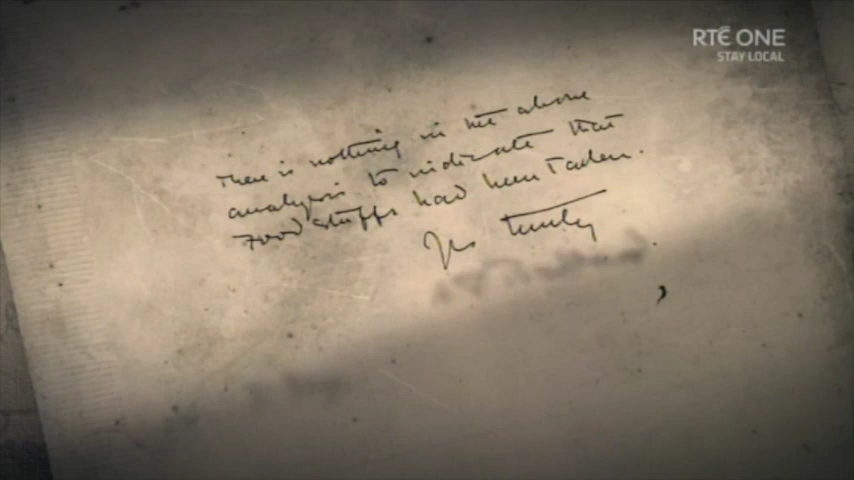 RTÉ ONE
STAY LOCAL
There is nothing in the above
analysis to indicate that
Food stuffs had been taken.
Yrs truly